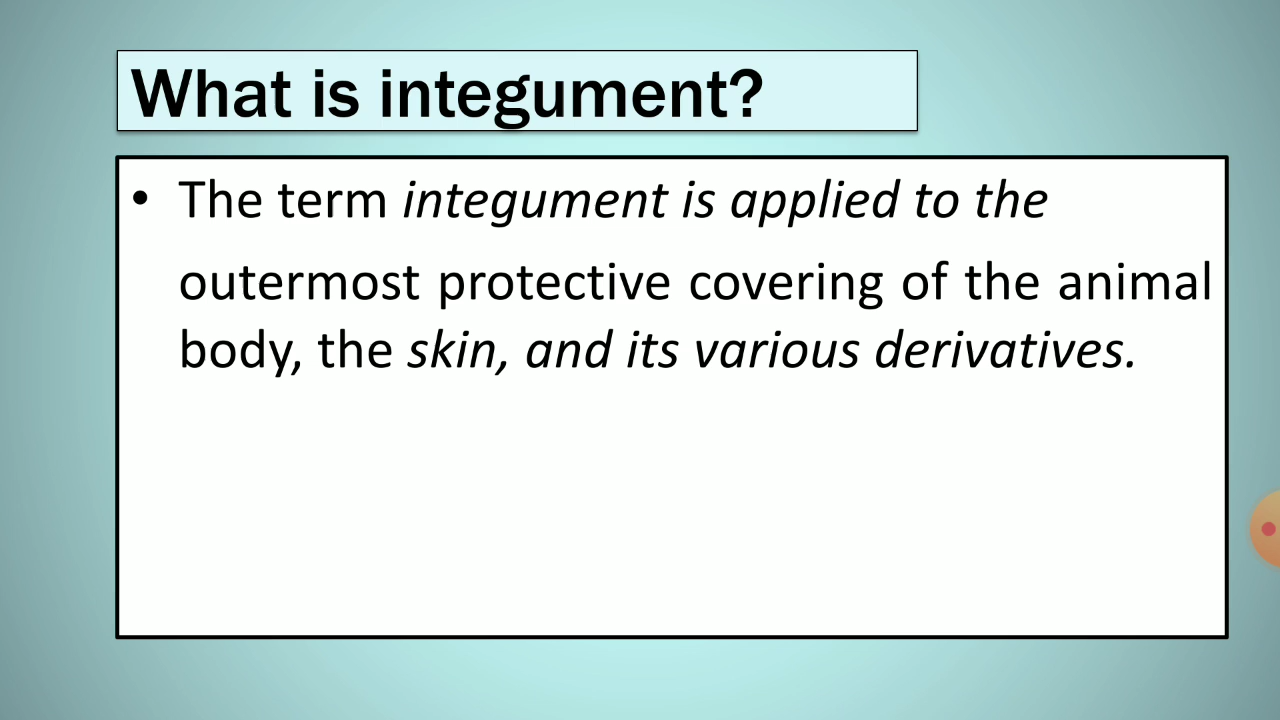 What is integument?
• The term integument is applied to the
outermost protective covering of the animal
body, the skin, and its various derivatives.